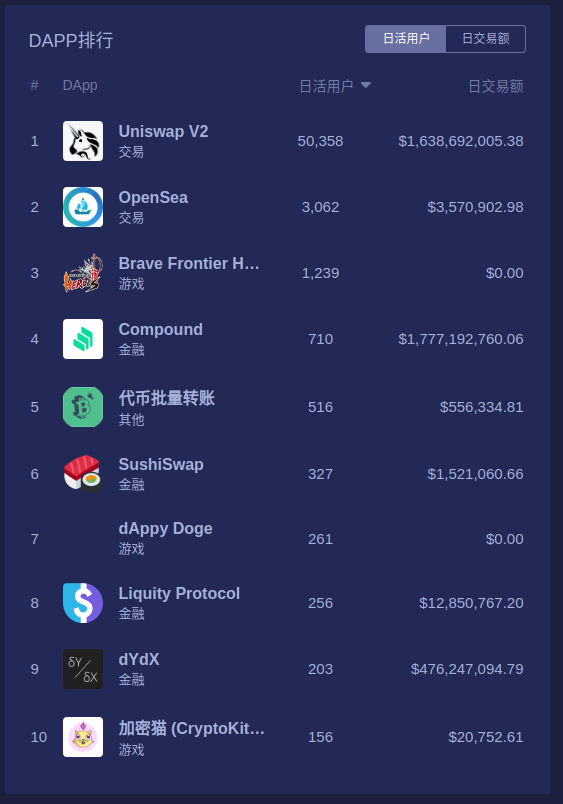 DAPP排行 日活用户 日交易额
# DApp 日活用户 日交易额
1 Uniswap V2 50,358 $1,638,692,005.38
交易
2 OpenSea 3,062 $3,570,902.98
交易
3 Brave Frontier H… 1,239 $0.00
游戏
4 Compound 710 $1,777,192,760.06
金融
5 代币批量转账 516 $556,334.81
其他
6 SushiSwap 327 $1,521,060.66
金融
7 dAppy Doge 261 $0.00
游戏
8 Liquity Protocol 256 $12,850,767.20
金融
9 δY/δX dYdX 203 $476,247,094.79
金融
10 加密猫 (CryptoKit… 156 $20,752.61
游戏